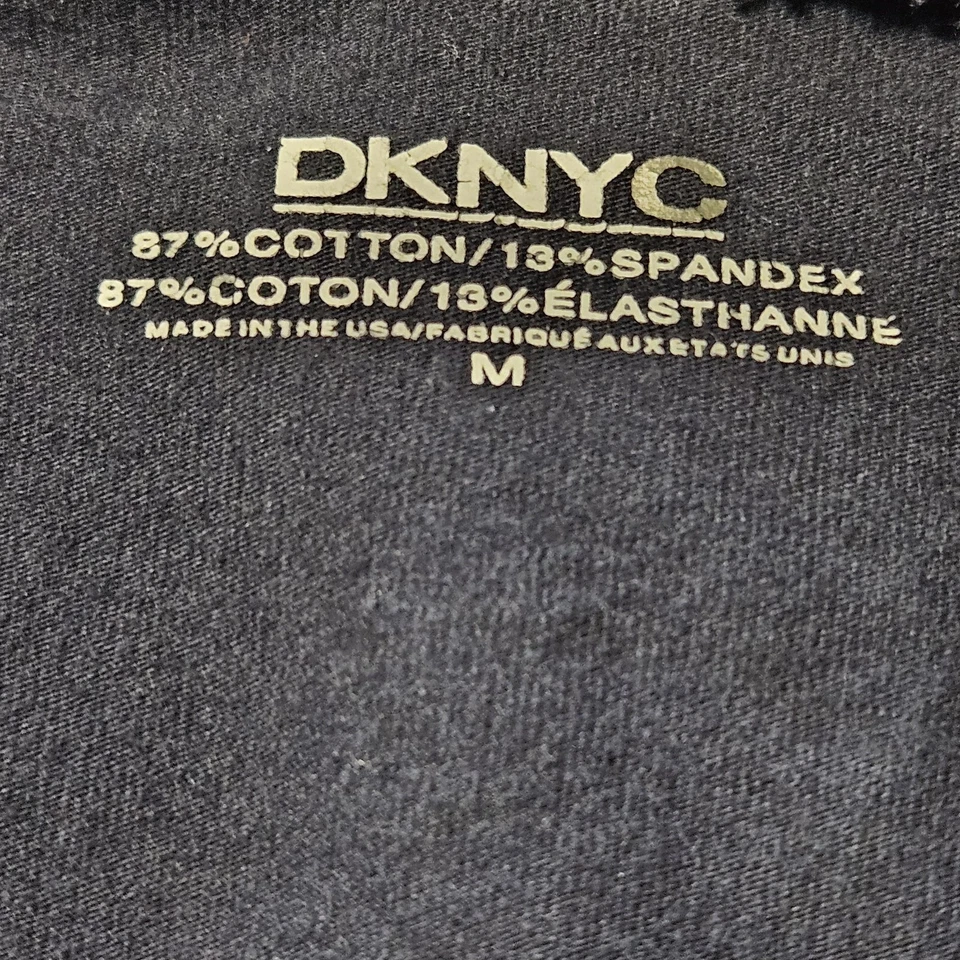 DKNYC
87%COTTON/13%SPANDEX
87%COTON/13%ÉLASTHANNE
MADE IN THE USA/FABRIQUÉ AUX ETATS UNIS
M